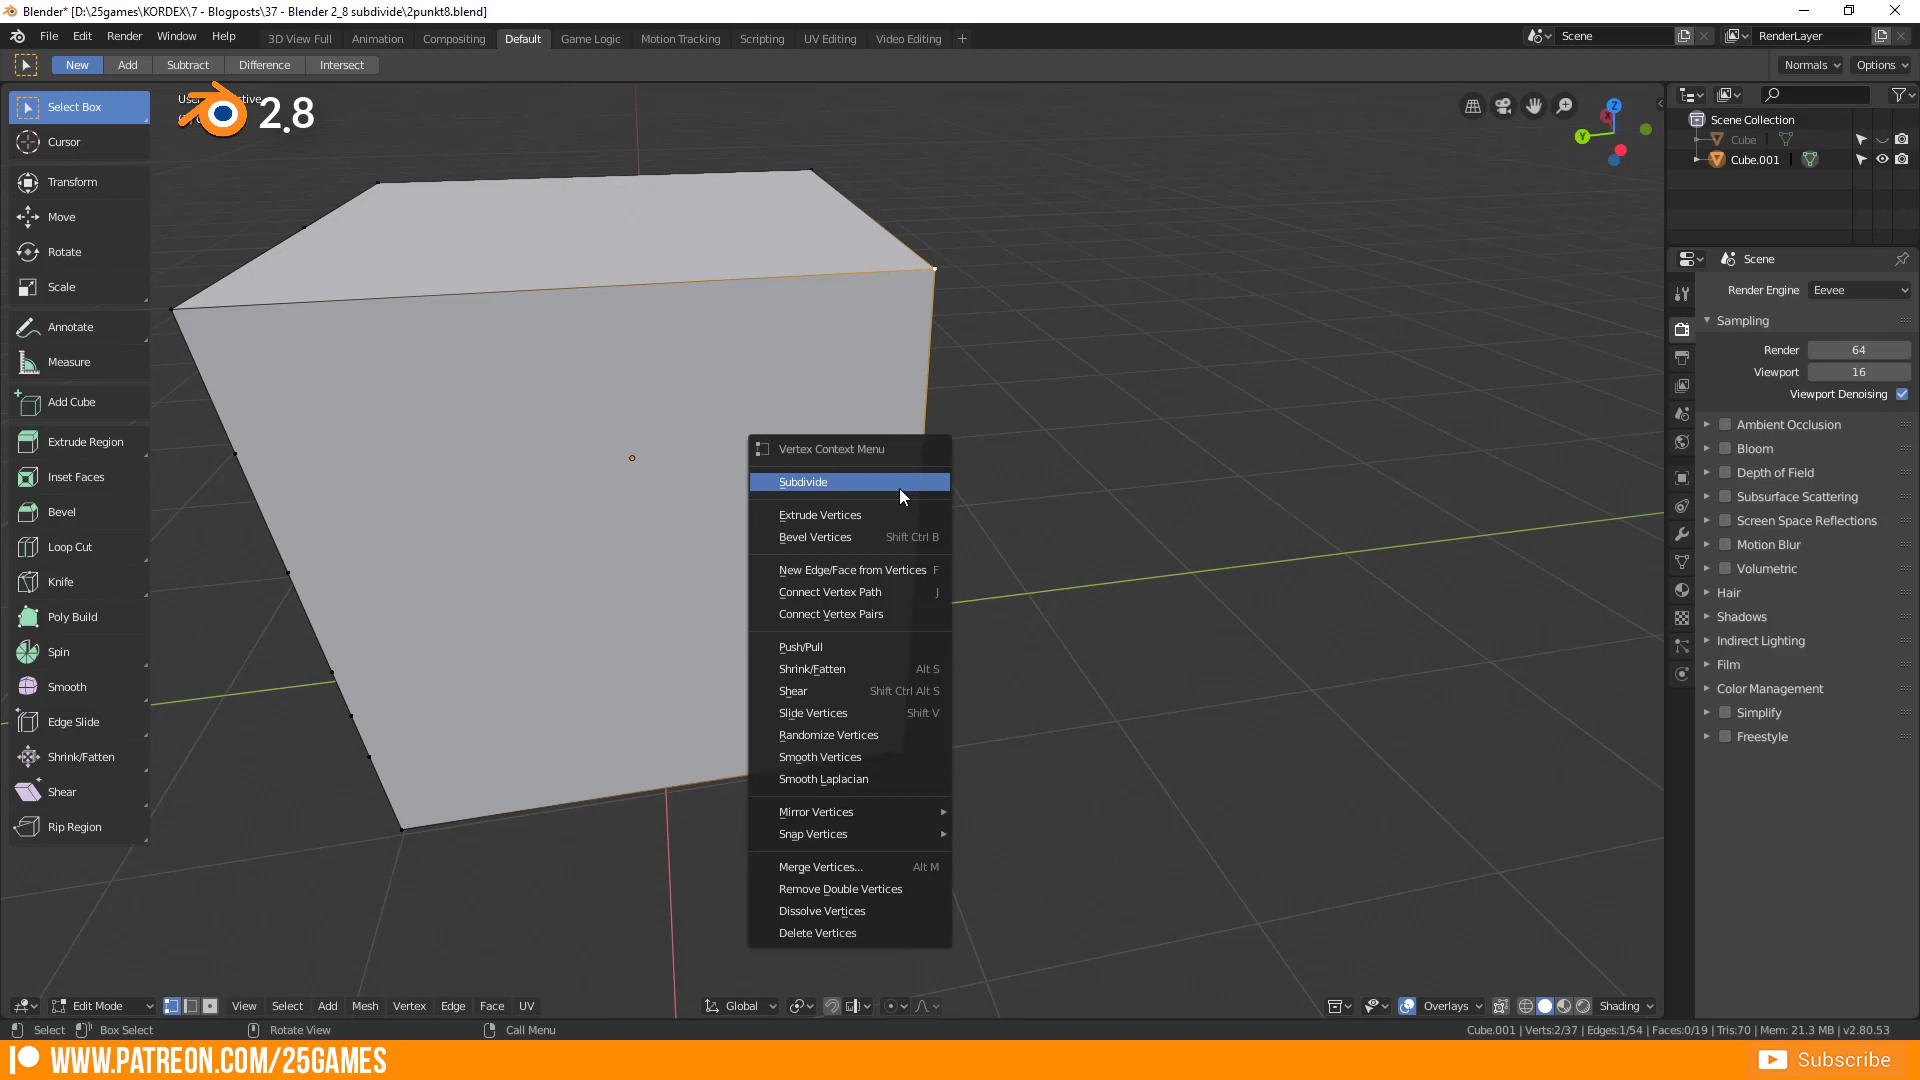 Blender* [D:\25games\KORDEX\7 - Blogposts\37 - Blender 2_8 subdivide\2punkt8.blend]
File Edit Render Window Help
3D View Full Animation Compositing Default Game Logic Motion Tracking Scripting UV Editing Video Editing +
Scene
RenderLayer
New Add Subtract Difference Intersect
Normals Options
2.8
Select Box
Cursor
Transform
Move
Rotate
Scale
Annotate
Measure
Add Cube
Extrude Region
Inset Faces
Bevel
Loop Cut
Knife
Poly Build
Spin
Smooth
Edge Slide
Shrink/Fatten
Shear
Rip Region
Z
X
Y
Vertex Context Menu
Subdivide
Extrude Vertices
Bevel Vertices Shift Ctrl B
New Edge/Face from Vertices F
Connect Vertex Path J
Connect Vertex Pairs
Push/Pull
Shrink/Fatten Alt S
Shear Shift Ctrl Alt S
Slide Vertices Shift V
Randomize Vertices
Smooth Vertices
Smooth Laplacian
Mirror Vertices
Snap Vertices
Merge Vertices... Alt M
Remove Double Vertices
Dissolve Vertices
Delete Vertices
Scene Collection
Cube
Cube.001
Scene
Render Engine Eevee
Sampling
Render 64
Viewport 16
Viewport Denoising
Ambient Occlusion
Bloom
Depth of Field
Subsurface Scattering
Screen Space Reflections
Motion Blur
Volumetric
Hair
Shadows
Indirect Lighting
Film
Color Management
Simplify
Freestyle
Edit Mode View Select Add Mesh Vertex Edge Face UV
Global
Overlays
Shading
Select Box Select Rotate View Call Menu
Cube.001 | Verts:2/37 | Edges:1/54 | Faces:0/19 | Tris:70 | Mem: 21.3 MB | v2.80.53
WWW.PATREON.COM/25GAMES
Subscribe